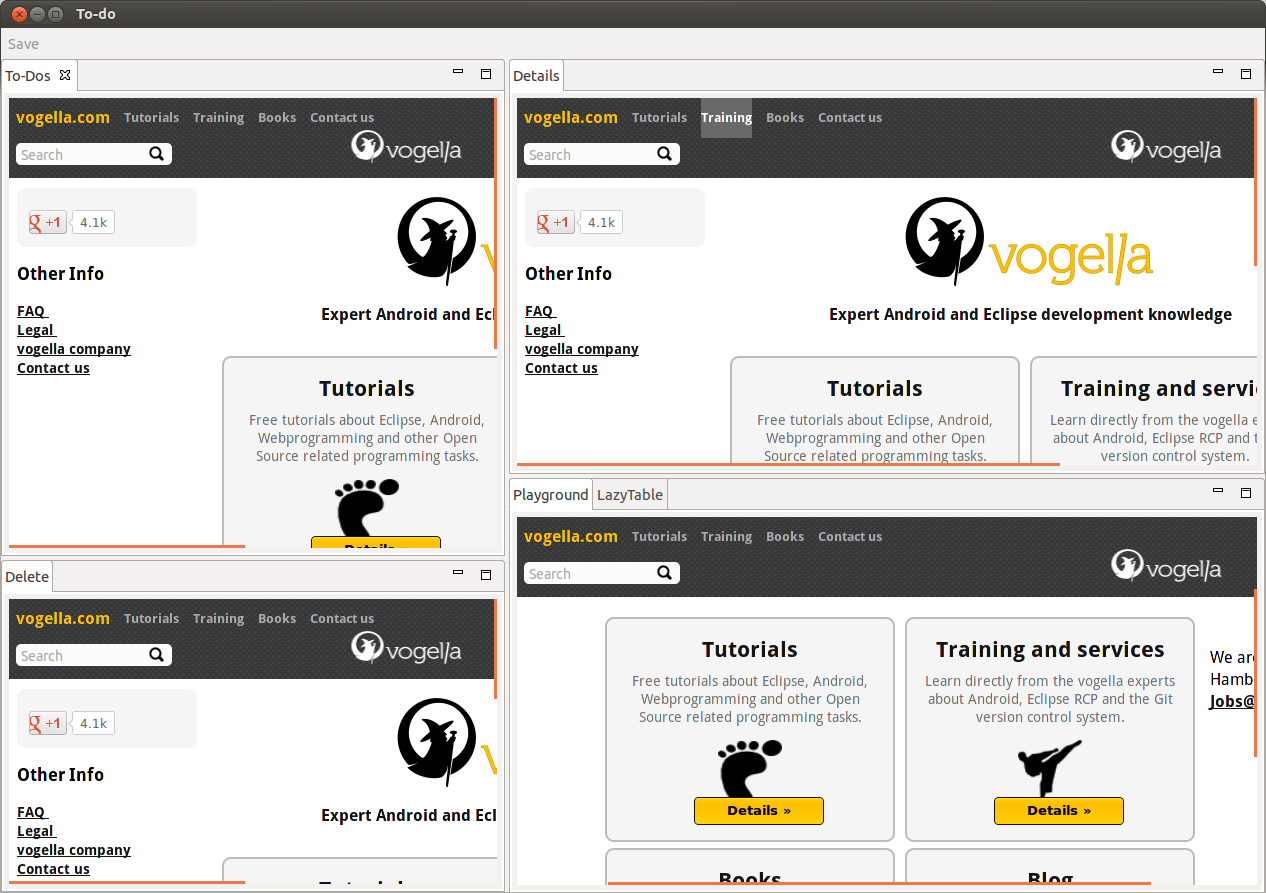 To-do
Save
To-Dos
vogella.com Tutorials Training Books Contact us
Search
vogella
g +1 4.1k
Other Info
Expert Android and Ecl
FAQ
Legal
vogella company
Contact us
Tutorials
Free tutorials about Eclipse, Android,
Webprogramming and other Open
Source related programming tasks.
Details »
Delete
vogella.com Tutorials Training Books Contact us
Search
vogella
g +1 4.1k
Other Info
Expert Android and Ecl
FAQ
Legal
vogella company
Contact us
Tutorial
Details
vogella.com Tutorials Training Books Contact us
Search
vogella
g +1 4.1k
vogella
Other Info
Expert Android and Eclipse development knowledge
FAQ
Legal
vogella company
Contact us
Tutorials
Free tutorials about Eclipse, Android,
Webprogramming and other Open
Source related programming tasks.
Training and servi
Learn directly from the vogella e
about Android, Eclipse RCP and t
version control system.
Playground LazyTable
vogella.com Tutorials Training Books Contact us
Search
vogella
Tutorials
Free tutorials about Eclipse, Android,
Webprogramming and other Open
Source related programming tasks.
Details »
Training and services
Learn directly from the vogella experts
about Android, Eclipse RCP and the Git
version control system.
Details »
We are
Hamb
Jobs@
Books
Blog